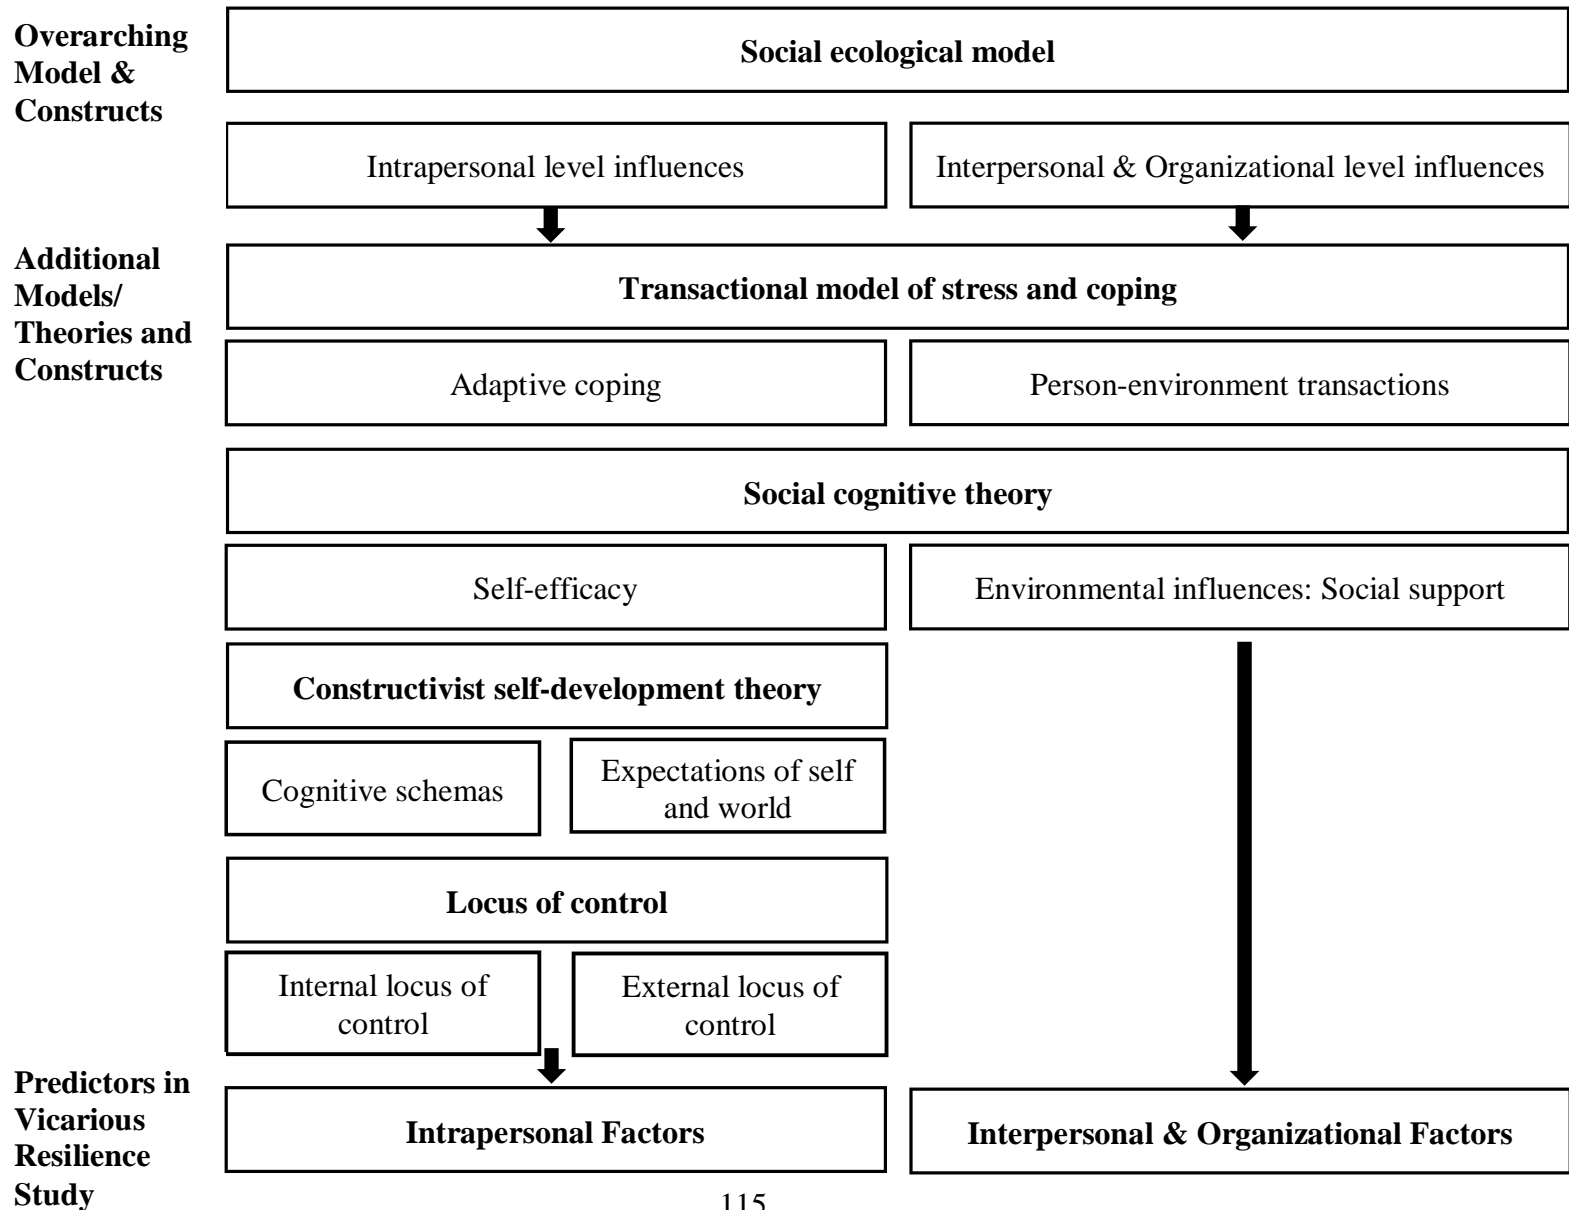 Overarching
Model &
Constructs
Social ecological model
Intrapersonal level influences
Interpersonal & Organizational level influences
Additional
Models/
Theories and
Constructs
Transactional model of stress and coping
Adaptive coping
Person-environment transactions
Social cognitive theory
Self-efficacy
Environmental influences: Social support
Constructivist self-development theory
Cognitive schemas
Expectations of self
and world
Locus of control
Internal locus of
control
External locus of
control
Predictors in
Vicarious
Resilience
Study
Intrapersonal Factors
Interpersonal & Organizational Factors
115